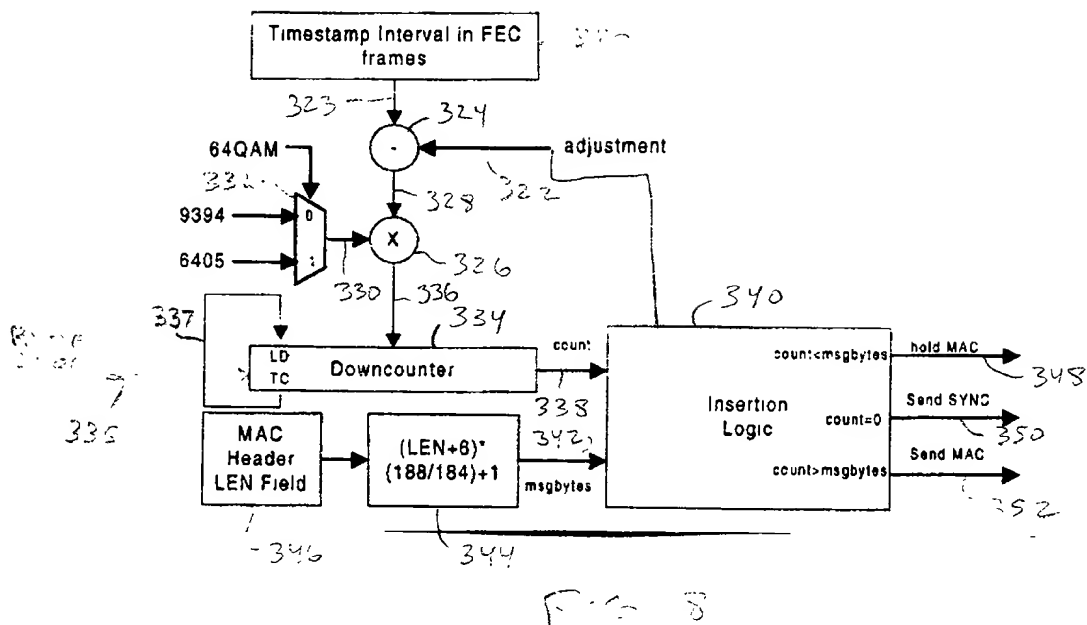 Timestamp Interval in FEC
frames
323
324
-
adjustment
322
64QAM
328
9394
0
X
6405
330
326
336
340
337
334
LD
TC
Downcounter
count
338
count<msgbytes
hold MAC
348
Insertion
Logic
count=0
Send SYNC
350
count>msgbytes
Send MAC
352
335
MAC
Header
LEN Field
(LEN+6)*
(188/184)+1
342
msgbytes
346
344
8